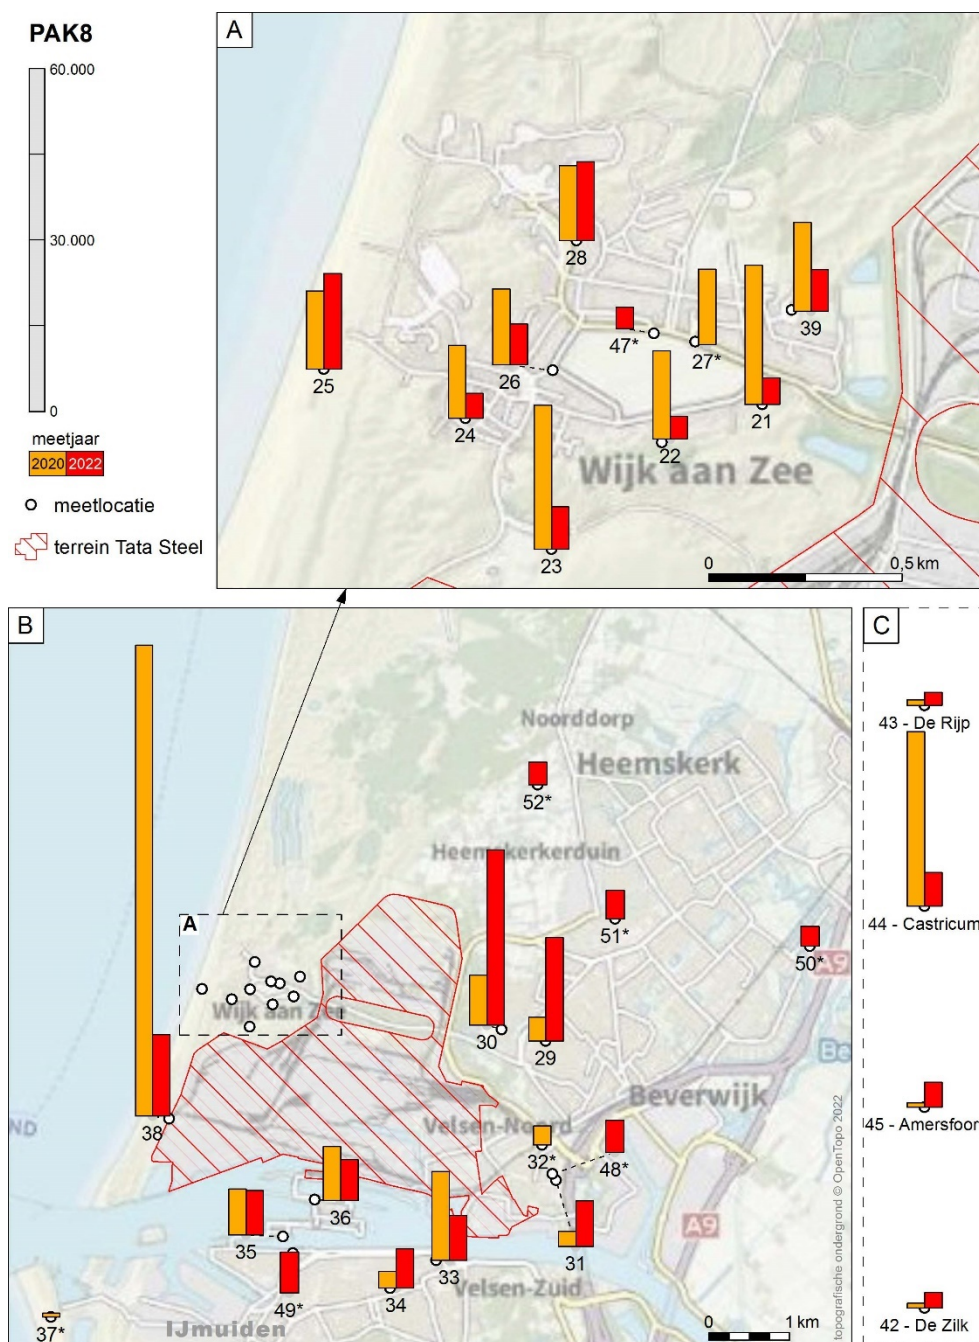 PAK8
60.000
30.000
0
meetjaar
2020 2022
meetlocatie
terrein Tata Steel
A
28
25
26
47*
27*
39
24
22
21
23
Wijk aan Zee
0 0,5 km
B
Noorddorp
Heemskerk
52*
Heemskerkerduin
51*
50*
A9
A
Wijk aan Zee
30
29
Be
Beverwijk
ND
38
Velsen-Noord
32*
48*
36
35
31
A9
33
49*
34
Velsen-Zuid
37*
IJmuiden
0 1 km
topografische ondergrond © OpenTopo 2022
C
43 - De Rijp
44 - Castricum
45 - Amersfoor
42 - De Zilk